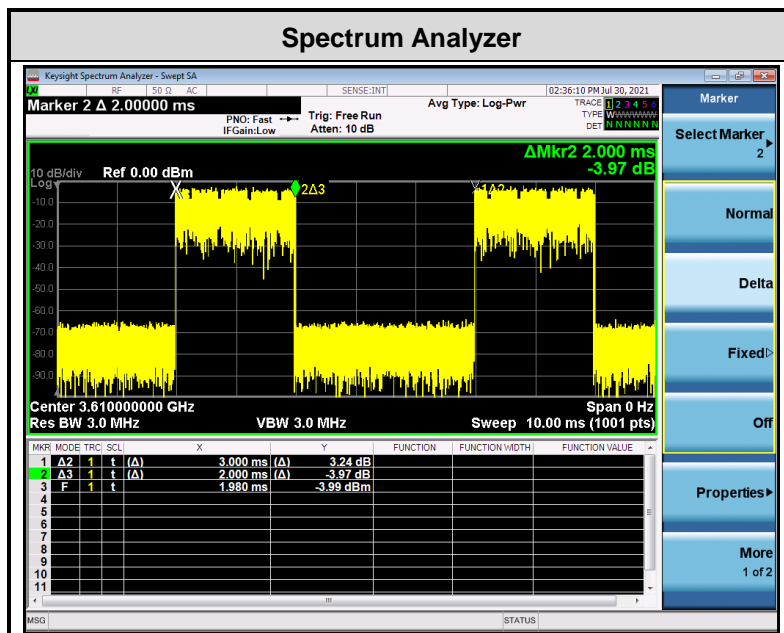 Spectrum Analyzer
Keysight Spectrum Analyzer - Swept SA
LXI RF 50 Ω AC SENSE:INT 02:36:10 PM Jul 30, 2021
Marker 2 Δ 2.00000 ms Avg Type: Log-Pwr TRACE 1 2 3 4 5 6
PNO: Fast Trig: Free Run TYPE WWWWWW
IFGain:Low Atten: 10 dB DET N N N N N N
ΔMkr2 2.000 ms
-3.97 dB
10 dB/div Ref 0.00 dBm
Log
2Δ3 1Δ2
-10.0
-20.0
-30.0
-40.0
-50.0
-60.0
-70.0
-80.0
-90.0
Center 3.610000000 GHz Span 0 Hz
Res BW 3.0 MHz VBW 3.0 MHz Sweep 10.00 ms (1001 pts)
MKR MODE TRC SCL X Y FUNCTION FUNCTION WIDTH FUNCTION VALUE
1 Δ2 1 t (Δ) 3.000 ms (Δ) 3.24 dB
2 Δ3 1 t (Δ) 2.000 ms (Δ) -3.97 dB
3 F 1 t 1.980 ms -3.99 dBm
4
5
6
7
8
9
10
11
MSG STATUS
Marker
Select Marker
2
Normal
Delta
Fixed
Off
Properties
More
1 of 2